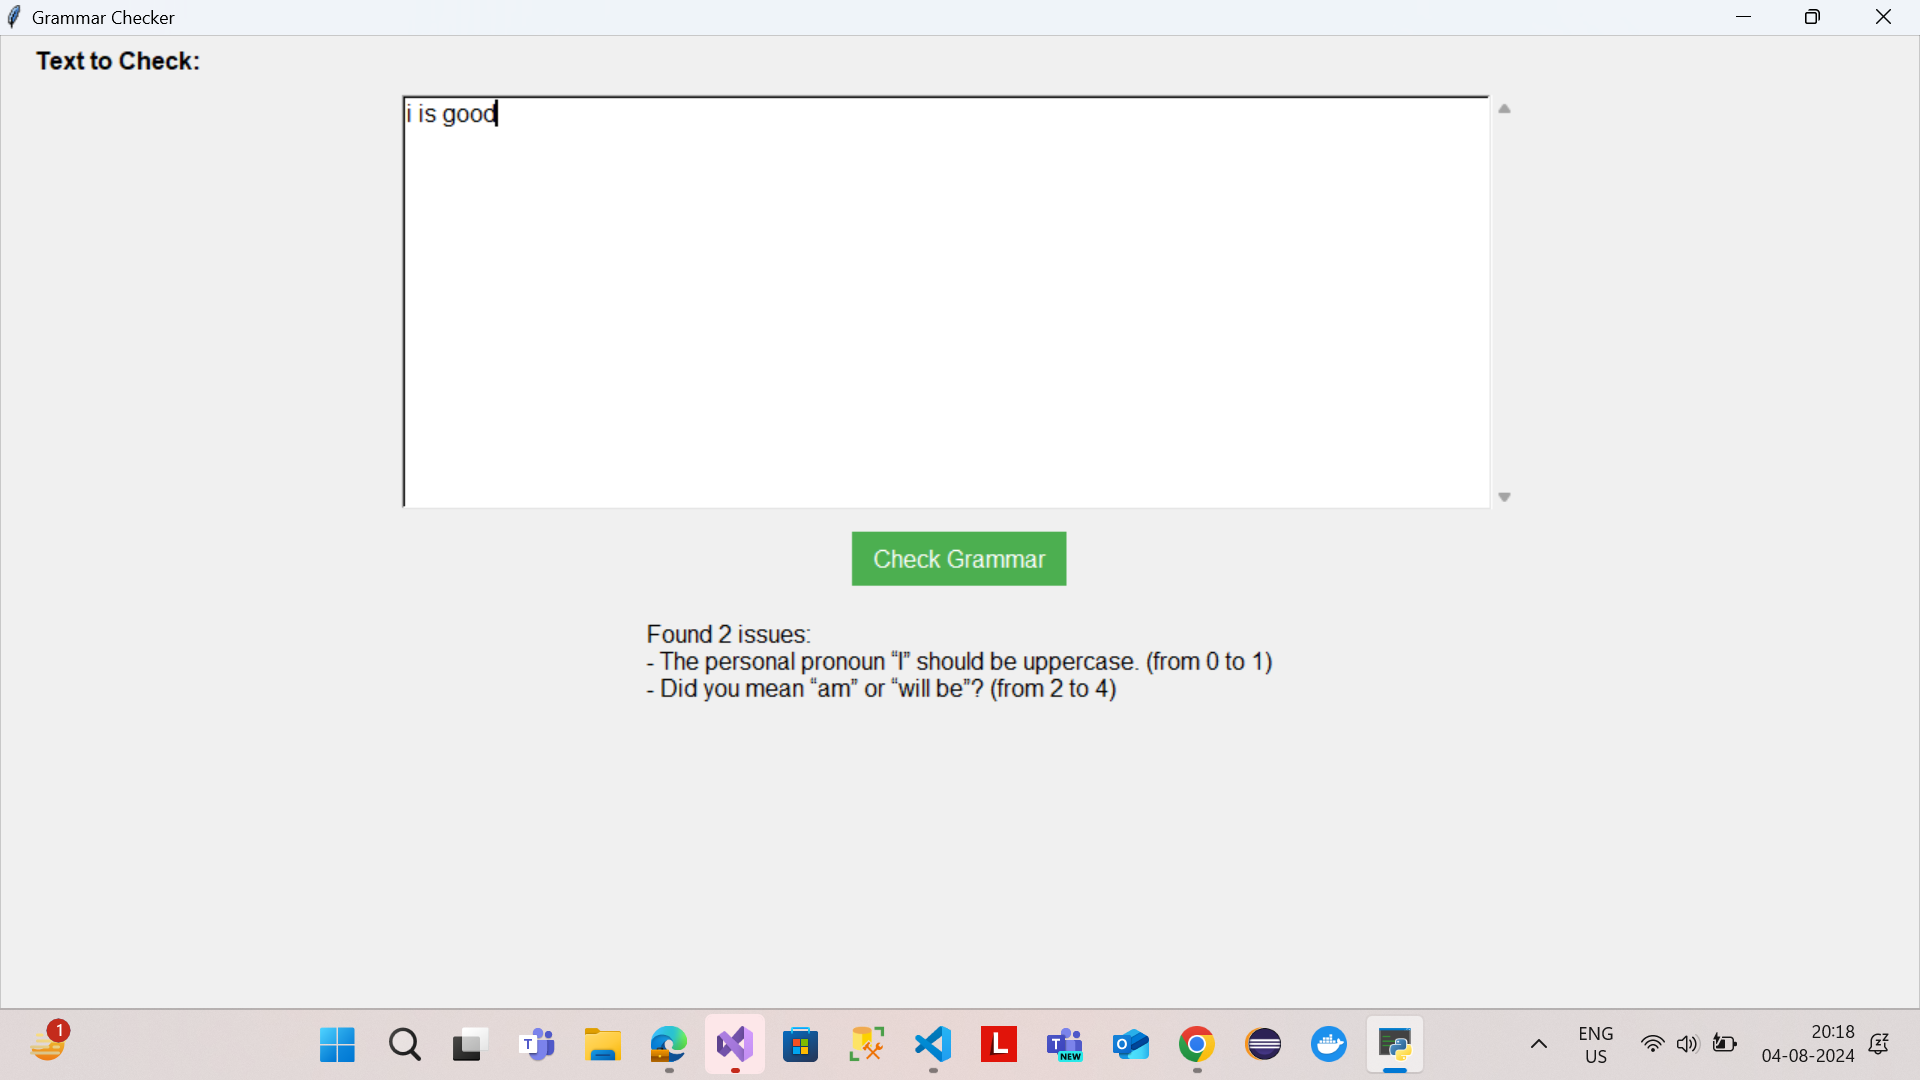 Grammar Checker
Text to Check:
i is good
Check Grammar
Found 2 issues:
- The personal pronoun “I” should be uppercase. (from 0 to 1)
- Did you mean “am” or “will be”? (from 2 to 4)
1
T
L
T
NEW
O
ENG
US
20:18
04-08-2024